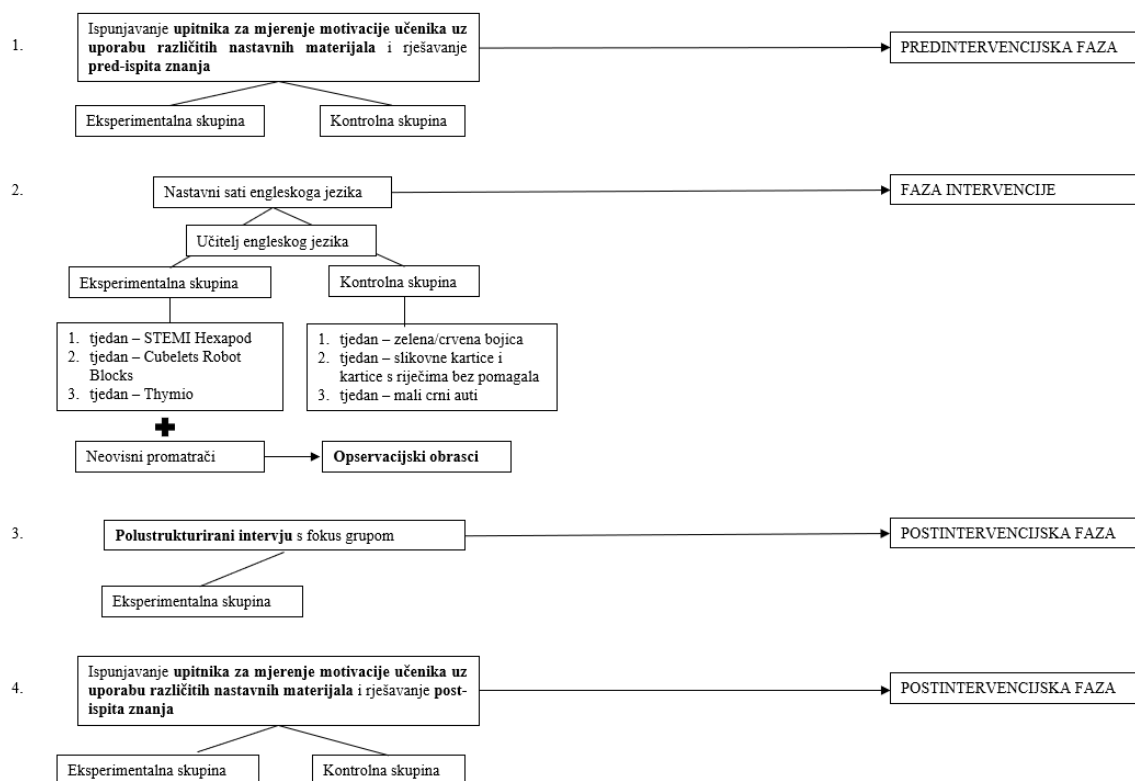 Ispunjavanje upitnika za mjerenje motivacije učenika uz
uporabu različitih nastavnih materijala i rješavanje
pred-ispita znanja
1.
PREDINTERVENCIJSKA FAZA
Eksperimentalna skupina
Kontrolna skupina
2.
Nastavni sati engleskoga jezika
FAZA INTERVENCIJE
Učitelj engleskog jezika
Eksperimentalna skupina
Kontrolna skupina
1. tjedan – STEMI Hexapod
2. tjedan – Cubelets Robot
Blocks
3. tjedan – Thymio
1. tjedan – zelena/crvena bojica
2. tjedan – slikovne kartice i
kartice s riječima bez pomagala
3. tjedan – mali crni auti
Neovisni promatrači
Opservacijski obrasci
3.
Polustrukturirani intervju s fokus grupom
POSTINTERVENCIJSKA FAZA
Eksperimentalna skupina
Ispunjavanje upitnika za mjerenje motivacije učenika uz
uporabu različitih nastavnih materijala i rješavanje post-
ispita znanja
4.
POSTINTERVENCIJSKA FAZA
Eksperimentalna skupina
Kontrolna skupina